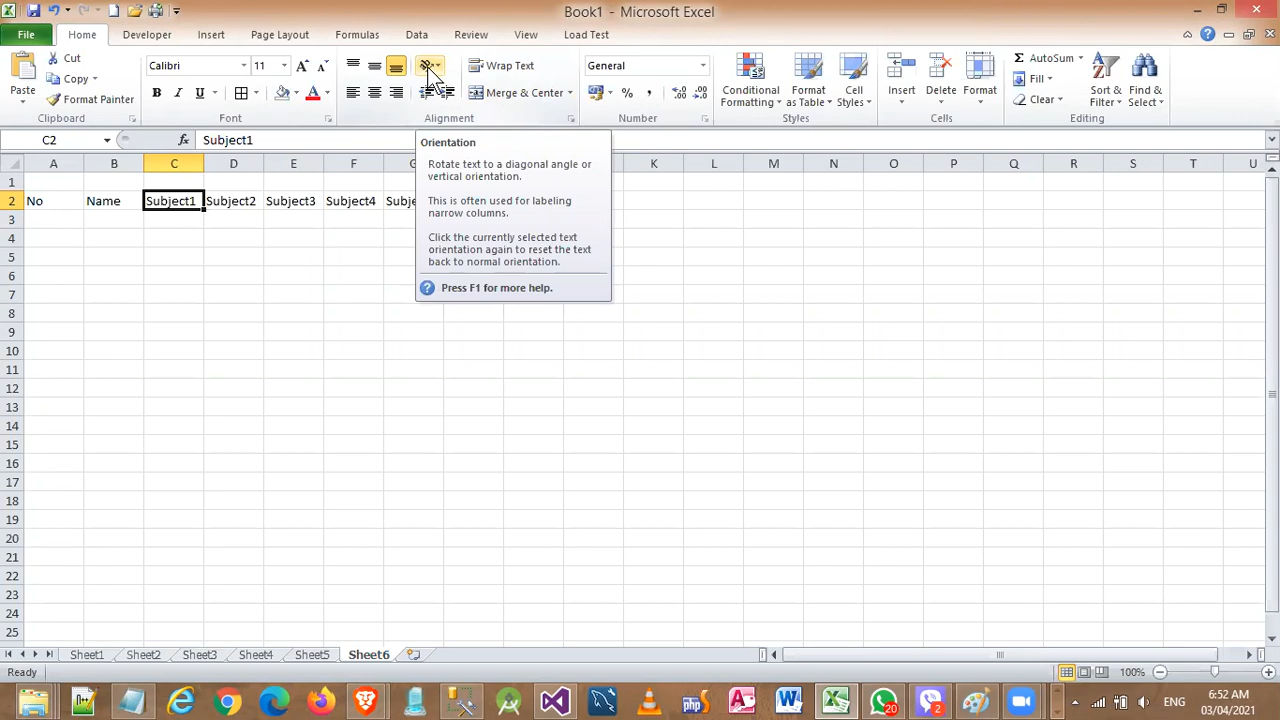 Book1 - Microsoft Excel
File Home Developer Insert Page Layout Formulas Data Review View Load Test
Cut Calibri 11 Wrap Text General AutoSum
Paste Copy Conditional Formatting Format as Table Cell Styles Insert Delete Format Fill Sort & Filter Find & Select
Format Painter B I U A Merge & Center % , Clear
Clipboard Font Alignment Number Styles Cells Editing
C2 fx Subject1
A B C D E F G K L M N O P Q R S T U
1
2 No Name Subject1 Subject2 Subject3 Subject4
3
4
5
6
7
8
9
10
11
12
13
14
15
16
17
18
19
20
21
22
23
24
25
Orientation
Rotate text to a diagonal angle or
vertical orientation.
This is often used for labeling
narrow columns.
Click the currently selected text
orientation again to reset the text
back to normal orientation.
Press F1 for more help.
Sheet1 Sheet2 Sheet3 Sheet4 Sheet5 Sheet6
Ready 100%
20 2 ENG 6:52 AM
03/04/2021